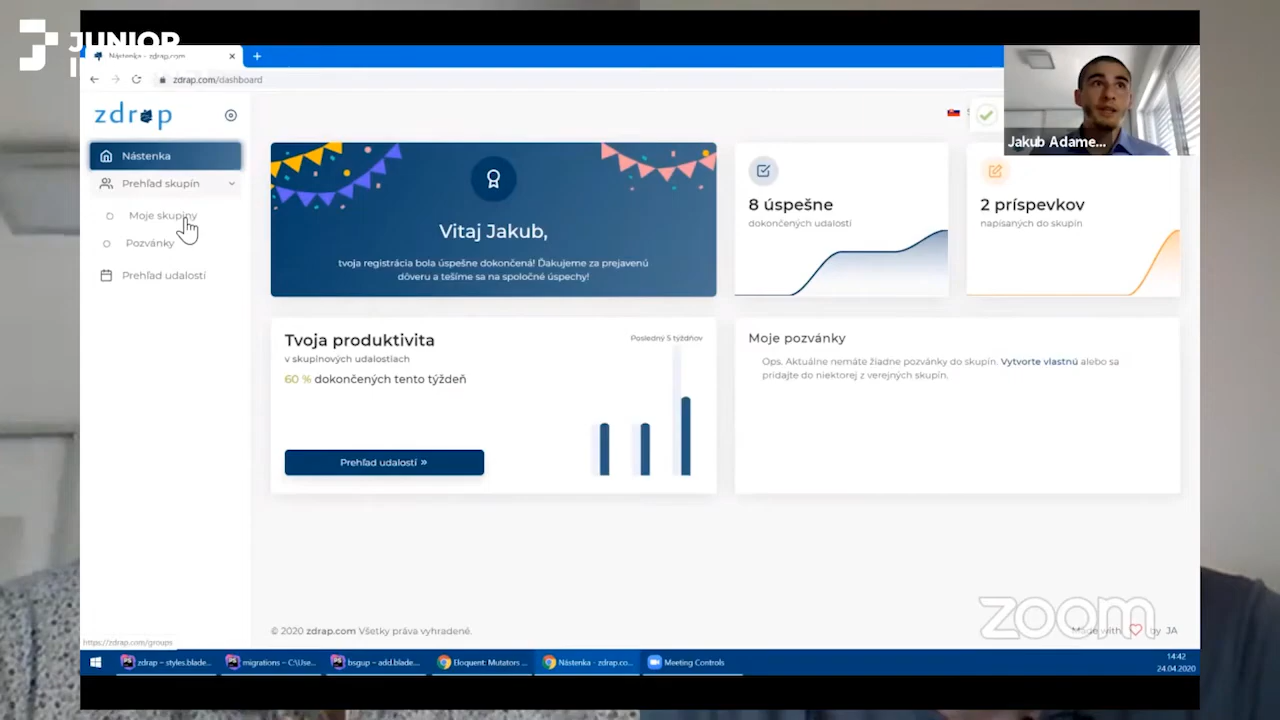 JUNIOR
Nástenka - zdrap.com
zdrap.com/dashboard
zdrap
Jakub Adame...
Nástenka
Prehľad skupín
Moje skupiny
Pozvánky
Prehľad udalostí
Vitaj Jakub,
tvoja registrácia bola úspešne dokončená! Ďakujeme za prejavenú
dôveru a tešíme sa na spoločné úspechy!
8 úspešne
dokončených udalostí
2 príspevkov
napísaných do skupín
Tvoja produktivita
v skupinových udalostiach
60 % dokončených tento týždeň
Posledný 5 týždňov
Prehľad udalostí »
Moje pozvánky
Ops. Aktuálne nemáte žiadne pozvánky do skupín. Vytvorte vlastnú alebo sa
pridajte do niektorej z verejných skupín.
zoom
© 2020 zdrap.com Všetky práva vyhradené.
Made with by JA
https://zdrap.com/groups
zdrap – styles.blade...
migrations – C:\Use...
bsgup – add.blade...
Eloquent: Mutators ...
Nástenka - zdrap.co...
Meeting Controls
14:42
24.04.2020